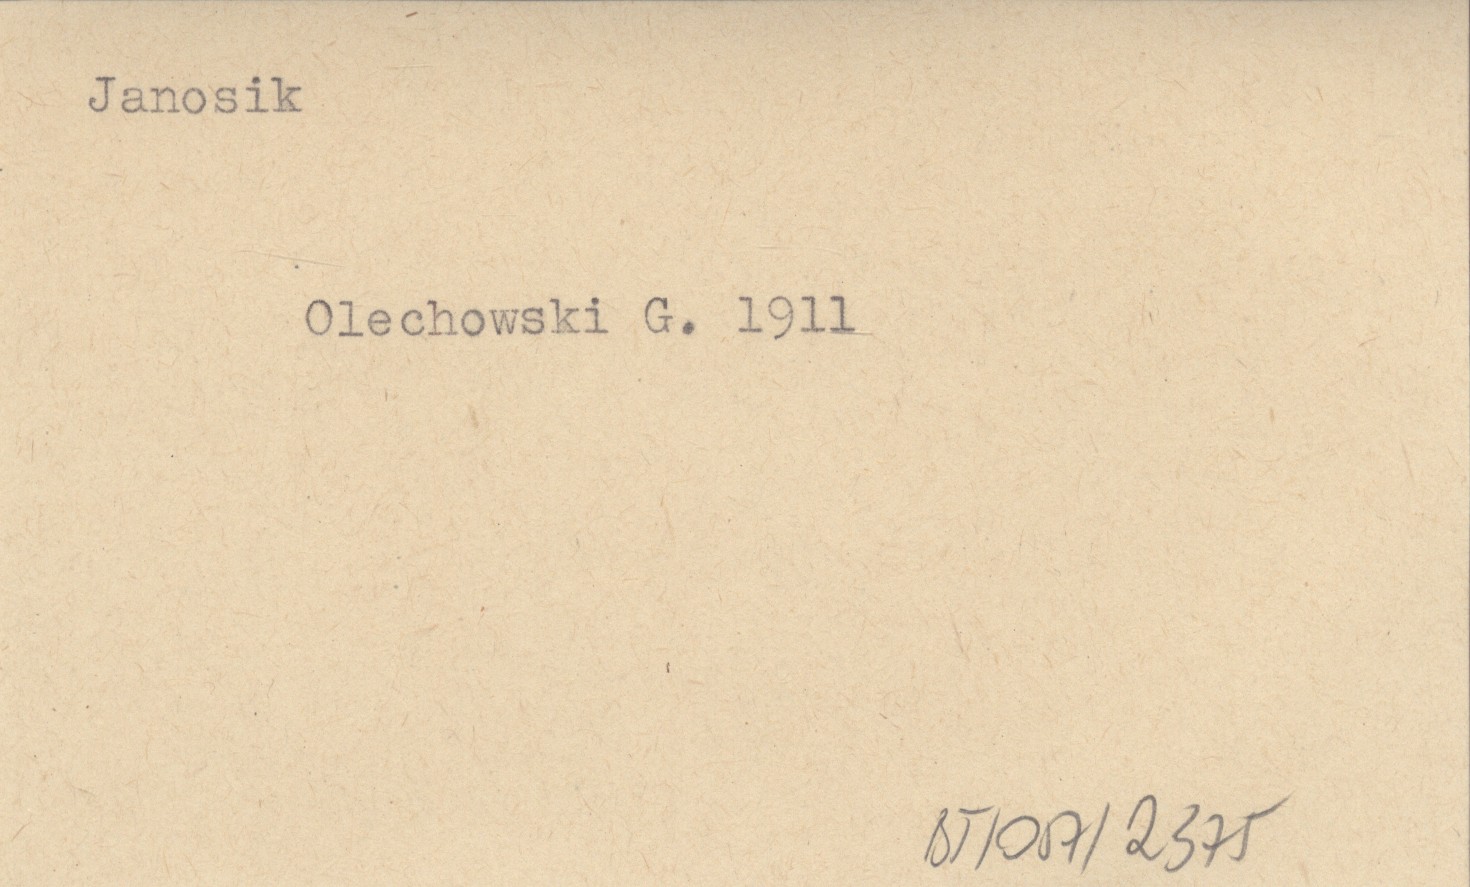 Janosik
Olechowski G. 1911
BT/087/2375